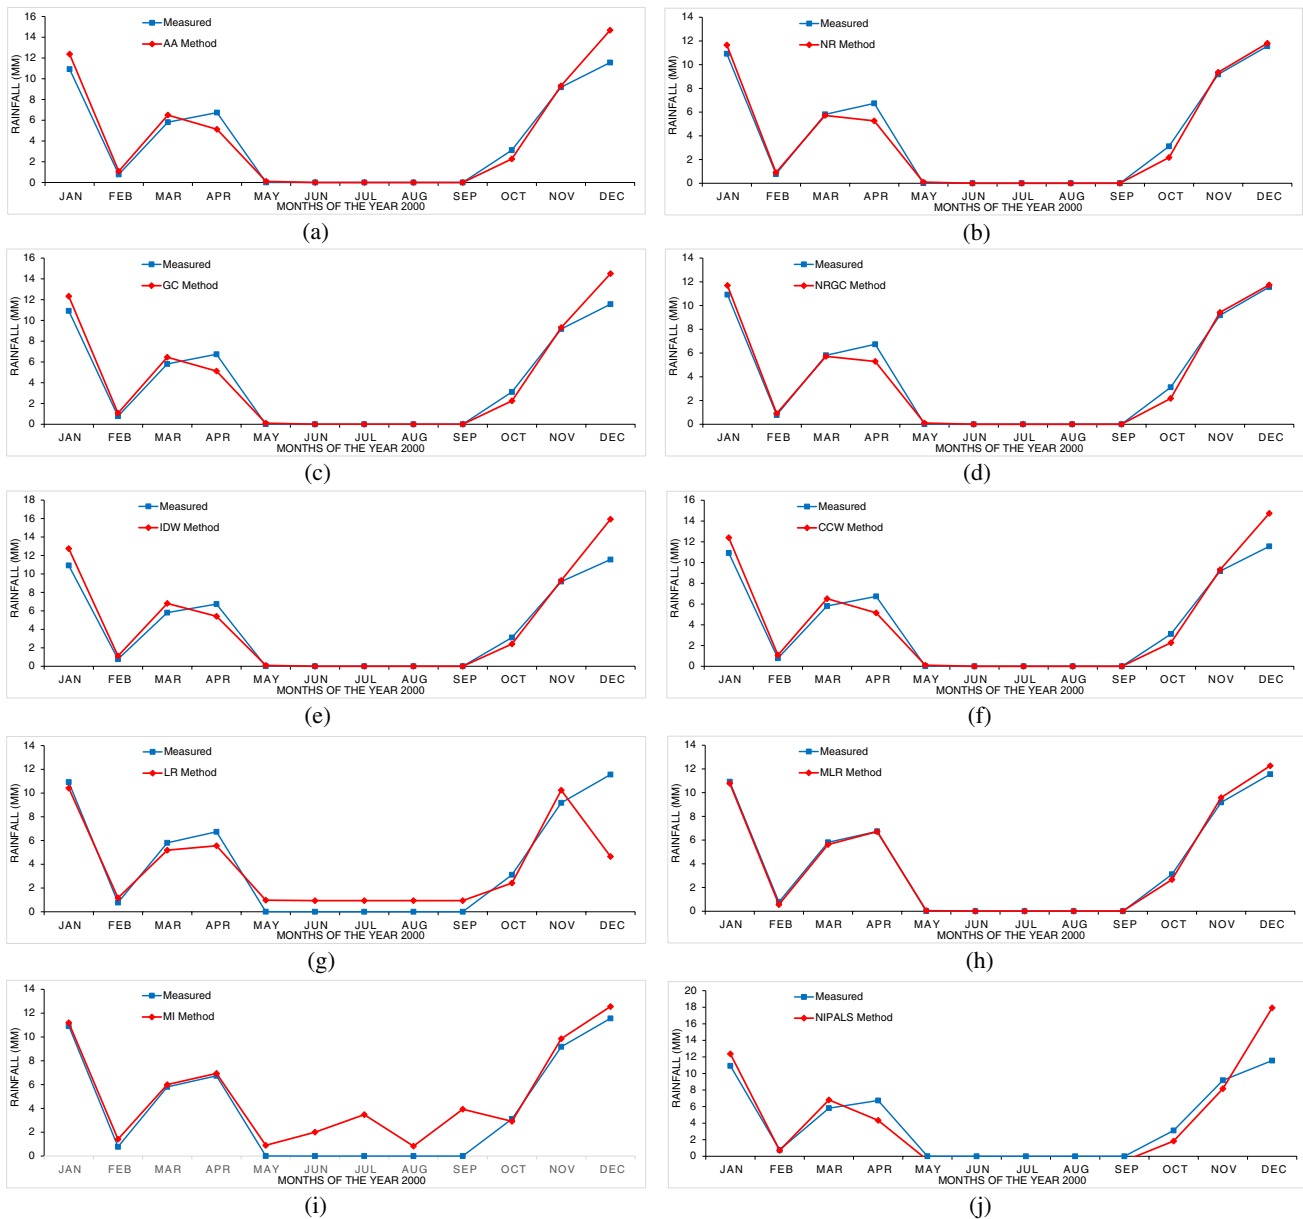 16
14
12
10
8
6
4
2
0
RAINFALL (MM)
Measured
AA Method
JAN FEB MAR APR MAY JUN JUL AUG SEP OCT NOV DEC
MONTHS OF THE YEAR 2000
(a)
14
12
10
8
6
4
2
0
RAINFALL (MM)
Measured
NR Method
JAN FEB MAR APR MAY JUN JUL AUG SEP OCT NOV DEC
MONTHS OF THE YEAR 2000
(b)
16
14
12
10
8
6
4
2
0
RAINFALL (MM)
Measured
GC Method
JAN FEB MAR APR MAY JUN JUL AUG SEP OCT NOV DEC
MONTHS OF THE YEAR 2000
(c)
14
12
10
8
6
4
2
0
RAINFALL (MM)
Measured
NRGC Method
JAN FEB MAR APR MAY JUN JUL AUG SEP OCT NOV DEC
MONTHS OF THE YEAR 2000
(d)
18
16
14
12
10
8
6
4
2
0
RAINFALL (MM)
Measured
IDW Method
JAN FEB MAR APR MAY JUN JUL AUG SEP OCT NOV DEC
MONTHS OF THE YEAR 2000
(e)
16
14
12
10
8
6
4
2
0
RAINFALL (MM)
Measured
CCW Method
JAN FEB MAR APR MAY JUN JUL AUG SEP OCT NOV DEC
MONTHS OF THE YEAR 2000
(f)
14
12
10
8
6
4
2
0
RAINFALL (MM)
Measured
LR Method
JAN FEB MAR APR MAY JUN JUL AUG SEP OCT NOV DEC
MONTHS OF THE YEAR 2000
(g)
14
12
10
8
6
4
2
0
RAINFALL (MM)
Measured
MLR Method
JAN FEB MAR APR MAY JUN JUL AUG SEP OCT NOV DEC
MONTHS OF THE YEAR 2000
(h)
14
12
10
8
6
4
2
0
RAINFALL (MM)
Measured
MI Method
JAN FEB MAR APR MAY JUN JUL AUG SEP OCT NOV DEC
MONTHS OF THE YEAR 2000
(i)
20
18
16
14
12
10
8
6
4
2
0
RAINFALL (MM)
Measured
NIPALS Method
JAN FEB MAR APR MAY JUN JUL AUG SEP OCT NOV DEC
MONTHS OF THE YEAR 2000
(j)